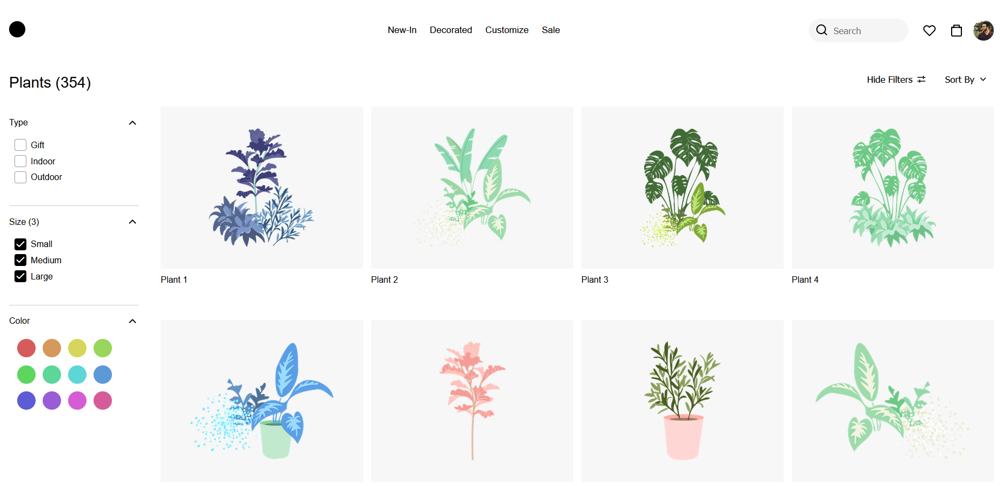 New-In Decorated Customize Sale Search
Plants (354)
Hide Filters Sort By
Type
Gift
Indoor
Outdoor
Size (3)
Small
Medium
Large
Color
Plant 1 Plant 2 Plant 3 Plant 4